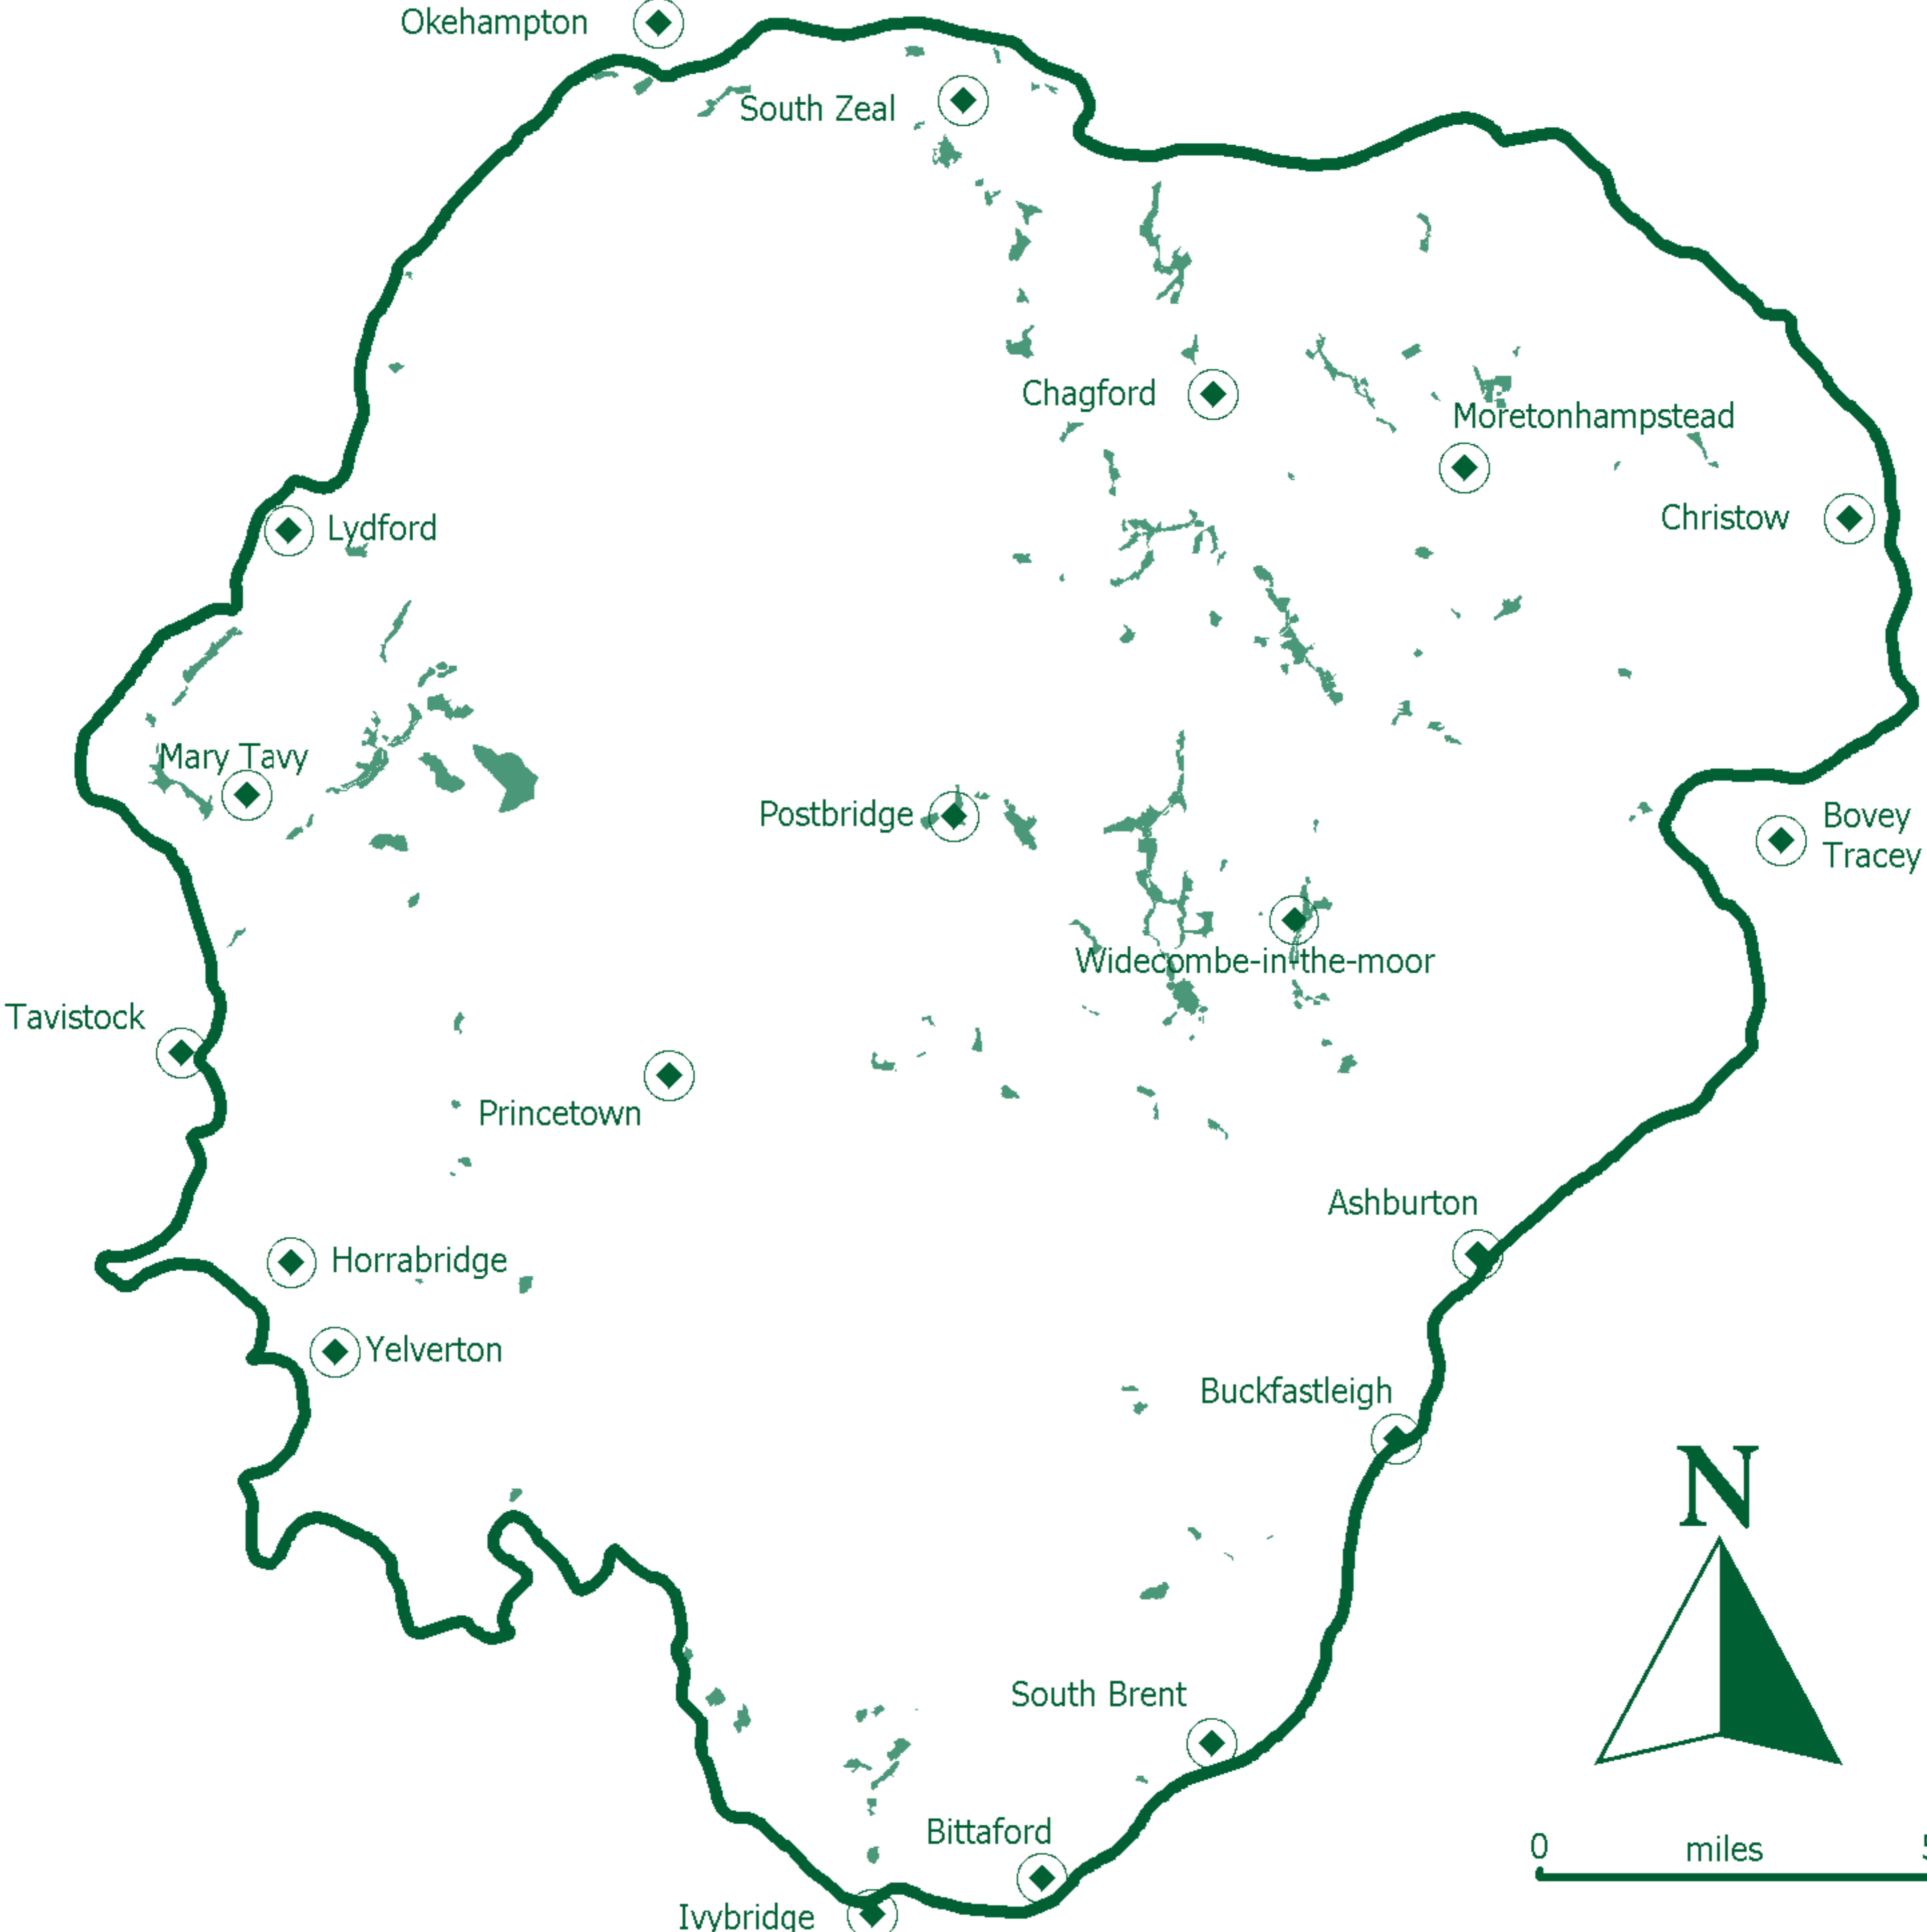 Okehampton
South Zeal
Chagford
Moretonhampstead
Christow
Lydford
Mary Tavy
Postbridge
Bovey
Tracey
Widecombe-in-the-moor
Tavistock
Princetown
Ashburton
Horrabridge
Yelverton
Buckfastleigh
N
South Brent
Bittaford
0 miles 5
Ivybridge